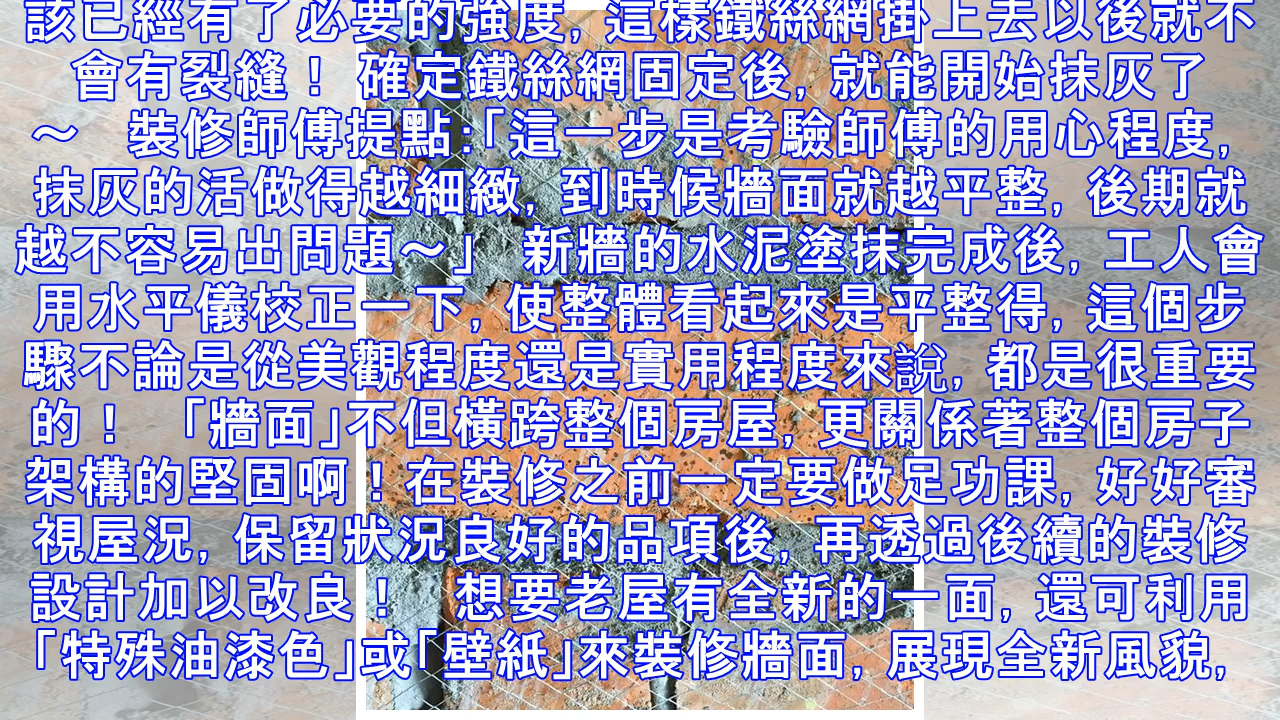 該已經有了必要的強度, 這樣鐵絲網掛上去以後就不
會有裂縫！ 確定鐵絲網固定後, 就能開始抹灰了
～　裝修師傅提點:「這一步是考驗師傅的用心程度,
抹灰的活做得越細緻, 到時候牆面就越平整, 後期就
越不容易出問題～」 新牆的水泥塗抹完成後, 工人會
用水平儀校正一下, 使整體看起來是平整得, 這個步
驟不論是從美觀程度還是實用程度來說, 都是很重要
的！ 「牆面」不但橫跨整個房屋, 更關係著整個房子
架構的堅固啊！在裝修之前一定要做足功課, 好好審
視屋況, 保留狀況良好的品項後, 再透過後續的裝修
設計加以改良！ 想要老屋有全新的一面, 還可利用
「特殊油漆色」或「壁紙」來裝修牆面, 展現全新風貌,